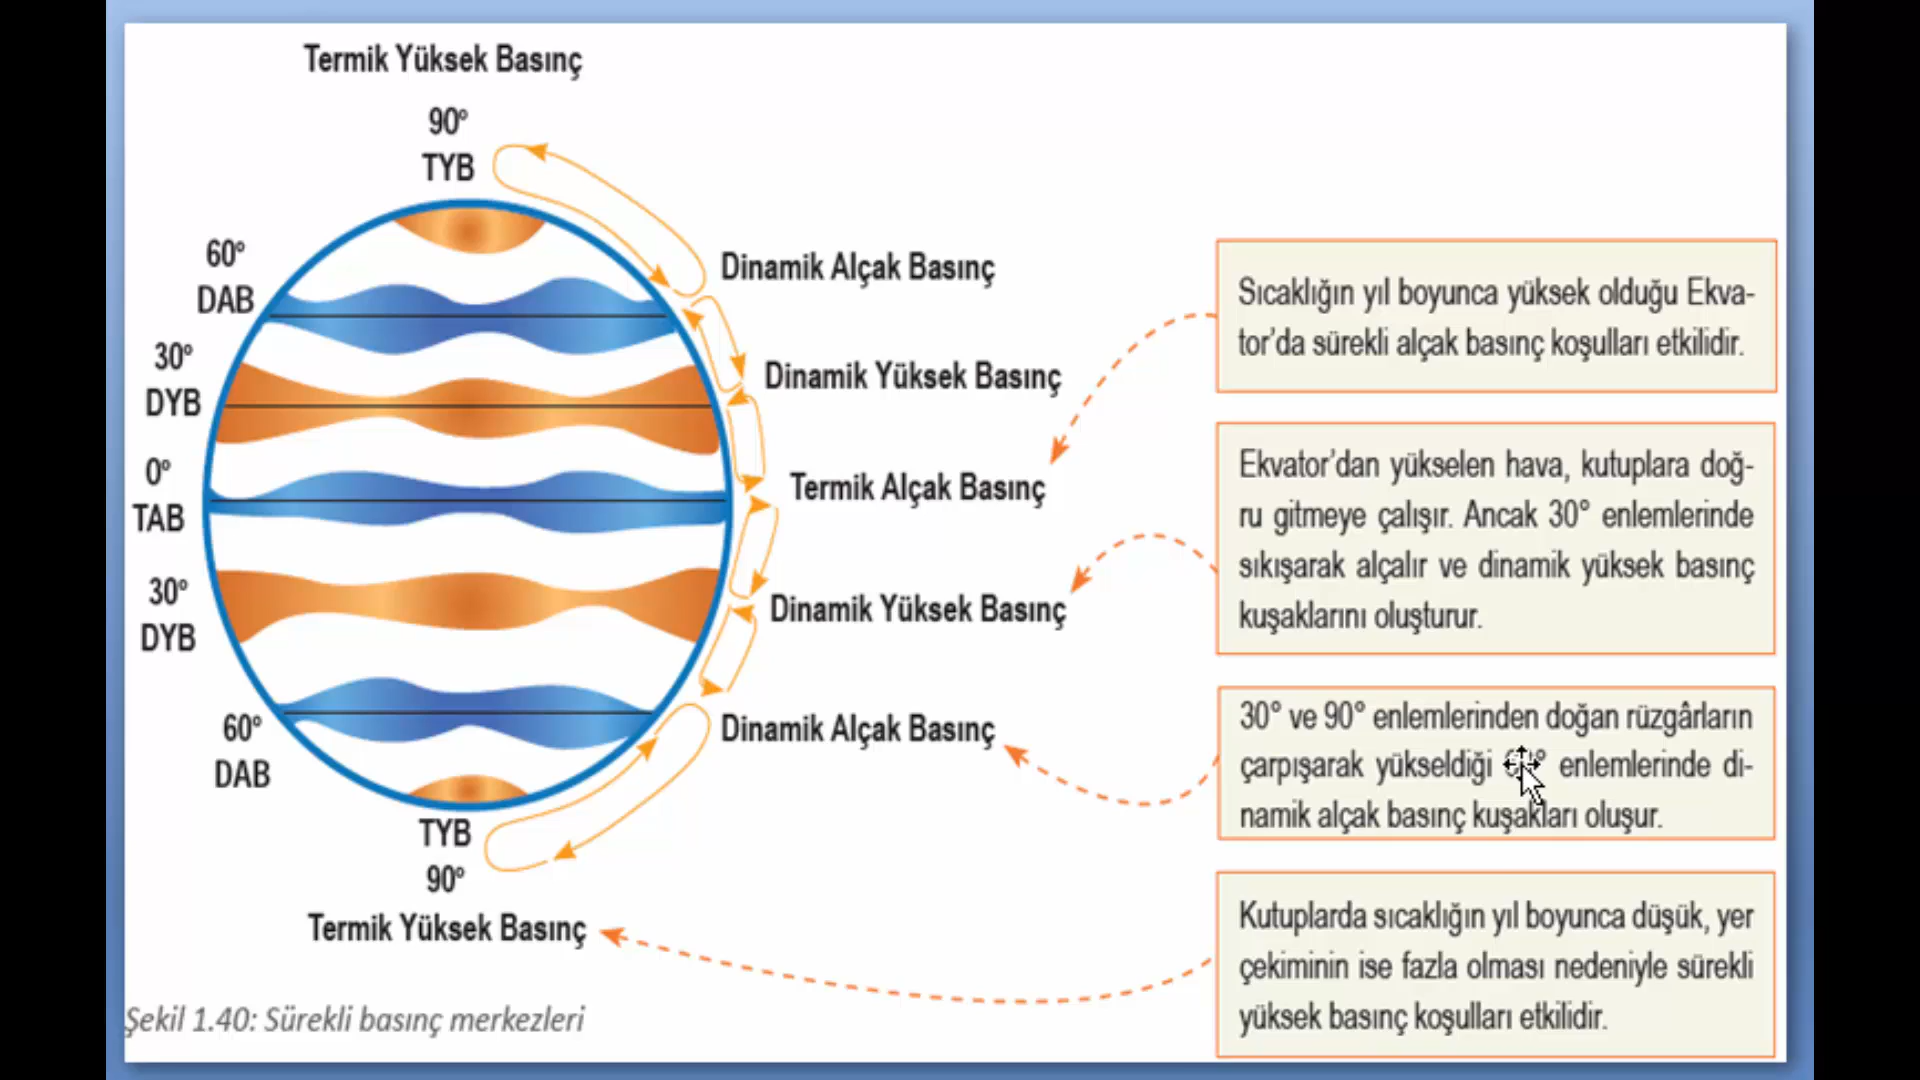 Termik Yüksek Basınç
90°
TYB
60°
DAB
30°
DYB
0°
TAB
30°
DYB
60°
DAB
TYB
90°
Termik Yüksek Basınç
Dinamik Alçak Basınç
Dinamik Yüksek Basınç
Termik Alçak Basınç
Dinamik Yüksek Basınç
Dinamik Alçak Basınç
Sıcaklığın yıl boyunca yüksek olduğu Ekva-
tor’da sürekli alçak basınç koşulları etkilidir.
Ekvator’dan yükselen hava, kutuplara doğ-
ru gitmeye çalışır. Ancak 30° enlemlerinde
sıkışarak alçalır ve dinamik yüksek basınç
kuşaklarını oluşturur.
30° ve 90° enlemlerinden doğan rüzgârların
çarpışarak yükseldiği enlemlerinde di-
namik alçak basınç kuşakları oluşur.
Kutuplarda sıcaklığın yıl boyunca düşük, yer
çekiminin ise fazla olması nedeniyle sürekli
yüksek basınç koşulları etkilidir.
Şekil 1.40: Sürekli basınç merkezleri